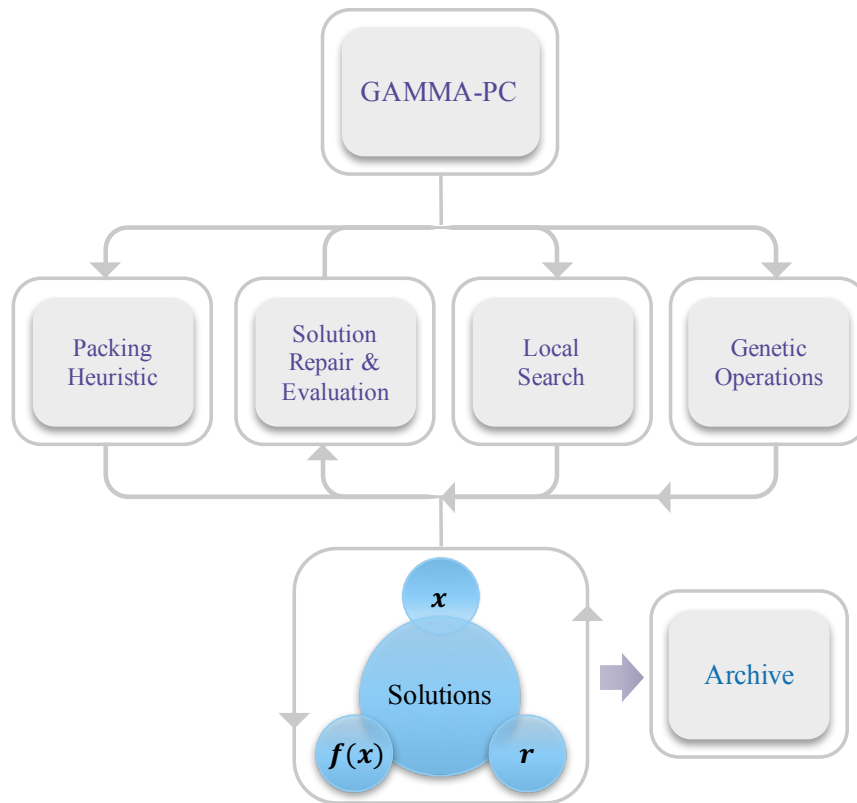 GAMMA-PC
Packing
Heuristic
Solution
Repair &
Evaluation
Local
Search
Genetic
Operations
x
Solutions
f(x)
r
Archive